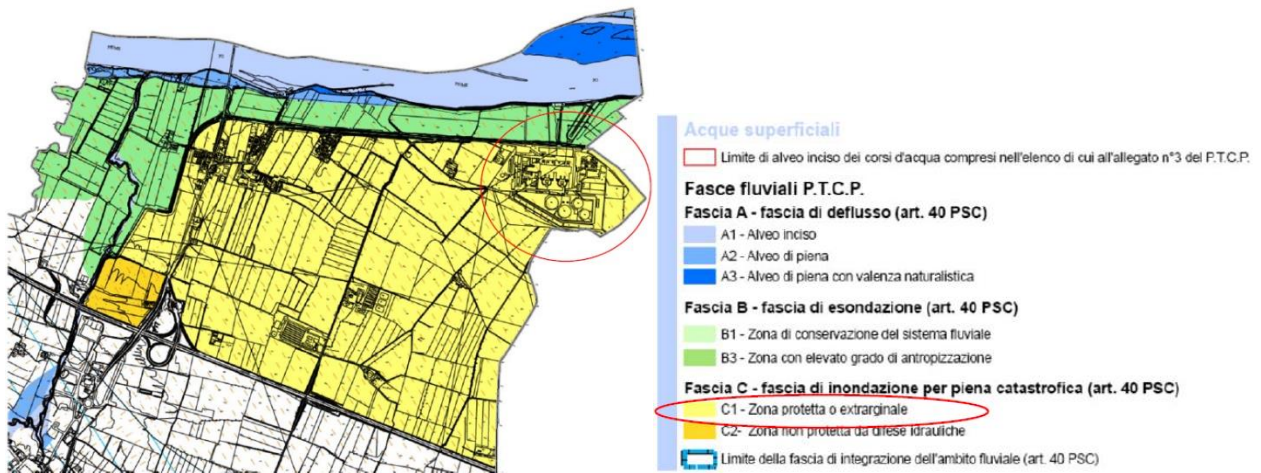 Acque superficiali
Limite di alveo inciso dei corsi d'acqua compresi nell'elenco di cui all'allegato n°3 del P.T.C.P.
Fasce fluviali P.T.C.P.
Fascia A - fascia di deflusso (art. 40 PSC)
A1 - Alveo inciso
A2 - Alveo di piena
A3 - Alveo di piena con valenza naturalistica
Fascia B - fascia di esondazione (art. 40 PSC)
B1 - Zona di conservazione del sistema fluviale
B3 - Zona con elevato grado di antropizzazione
Fascia C - fascia di inondazione per piena catastrofica (art. 40 PSC)
C1 - Zona protetta o extrarginale
C2- Zona non protetta da difese idrauliche
Limite della fascia di integrazione dell'ambito fluviale (art. 40 PSC)